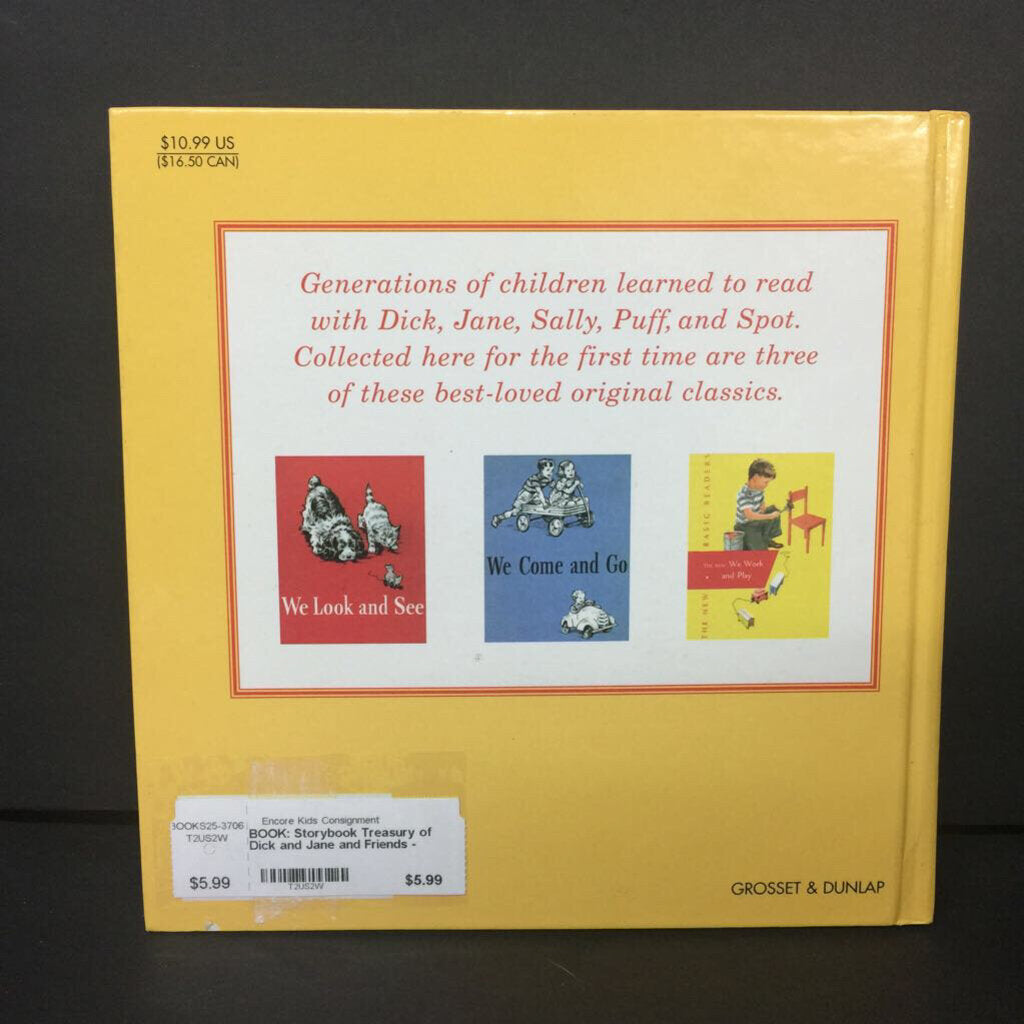 $10.99 US
($16.50 CAN)
Generations of children learned to read
with Dick, Jane, Sally, Puff, and Spot.
Collected here for the first time are three
of these best-loved original classics.
We Look and See
We Come and Go
THE NEW BASIC READERS
The new We Work
and Play
BOOKS25-3706
T2US2W
$5.99
Encore Kids Consignment
BOOK: Storybook Treasury of
Dick and Jane and Friends -
T2US2W
$5.99
GROSSET & DUNLAP